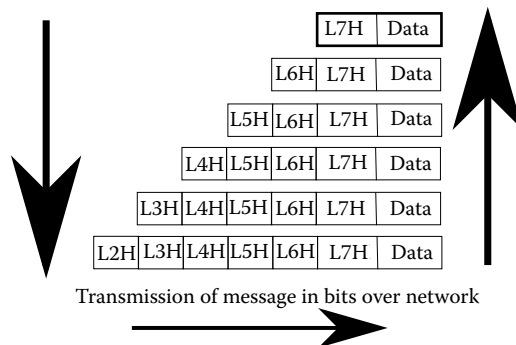 L7H Data
L6H L7H Data
L5H L6H L7H Data
L4H L5H L6H L7H Data
L3H L4H L5H L6H L7H Data
L2H L3H L4H L5H L6H L7H Data
Transmission of message in bits over network